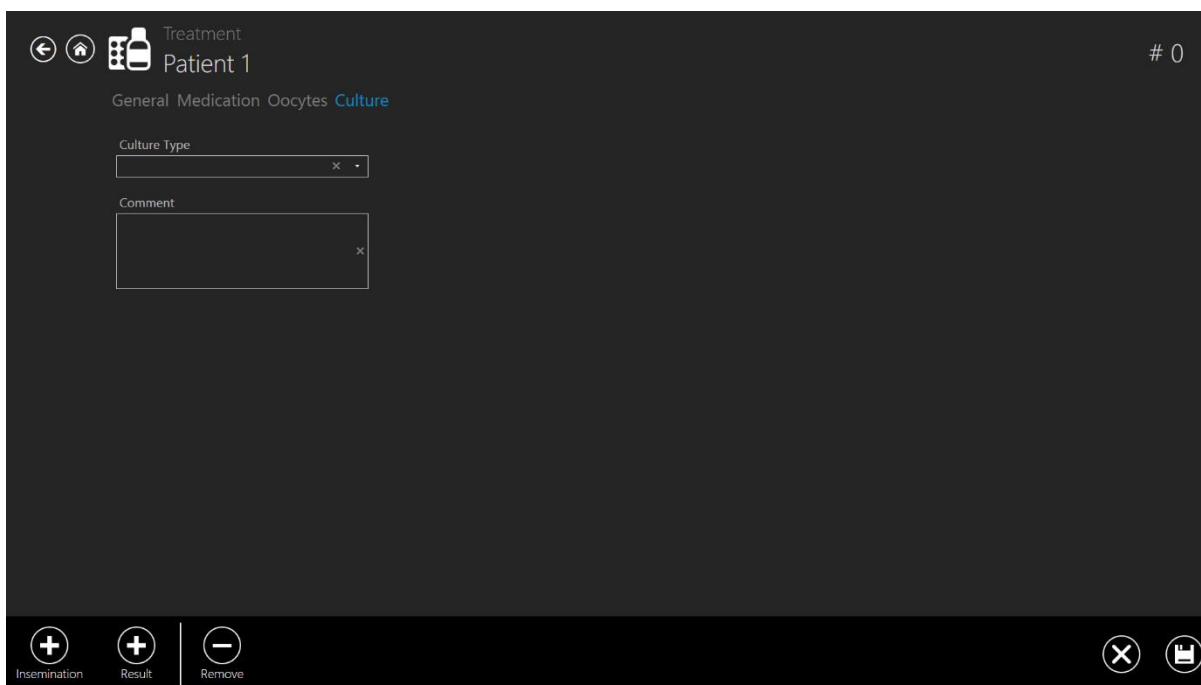 Treatment
Patient 1
# 0
General Medication Oocytes Culture
Culture Type
Comment
Insemination Result Remove